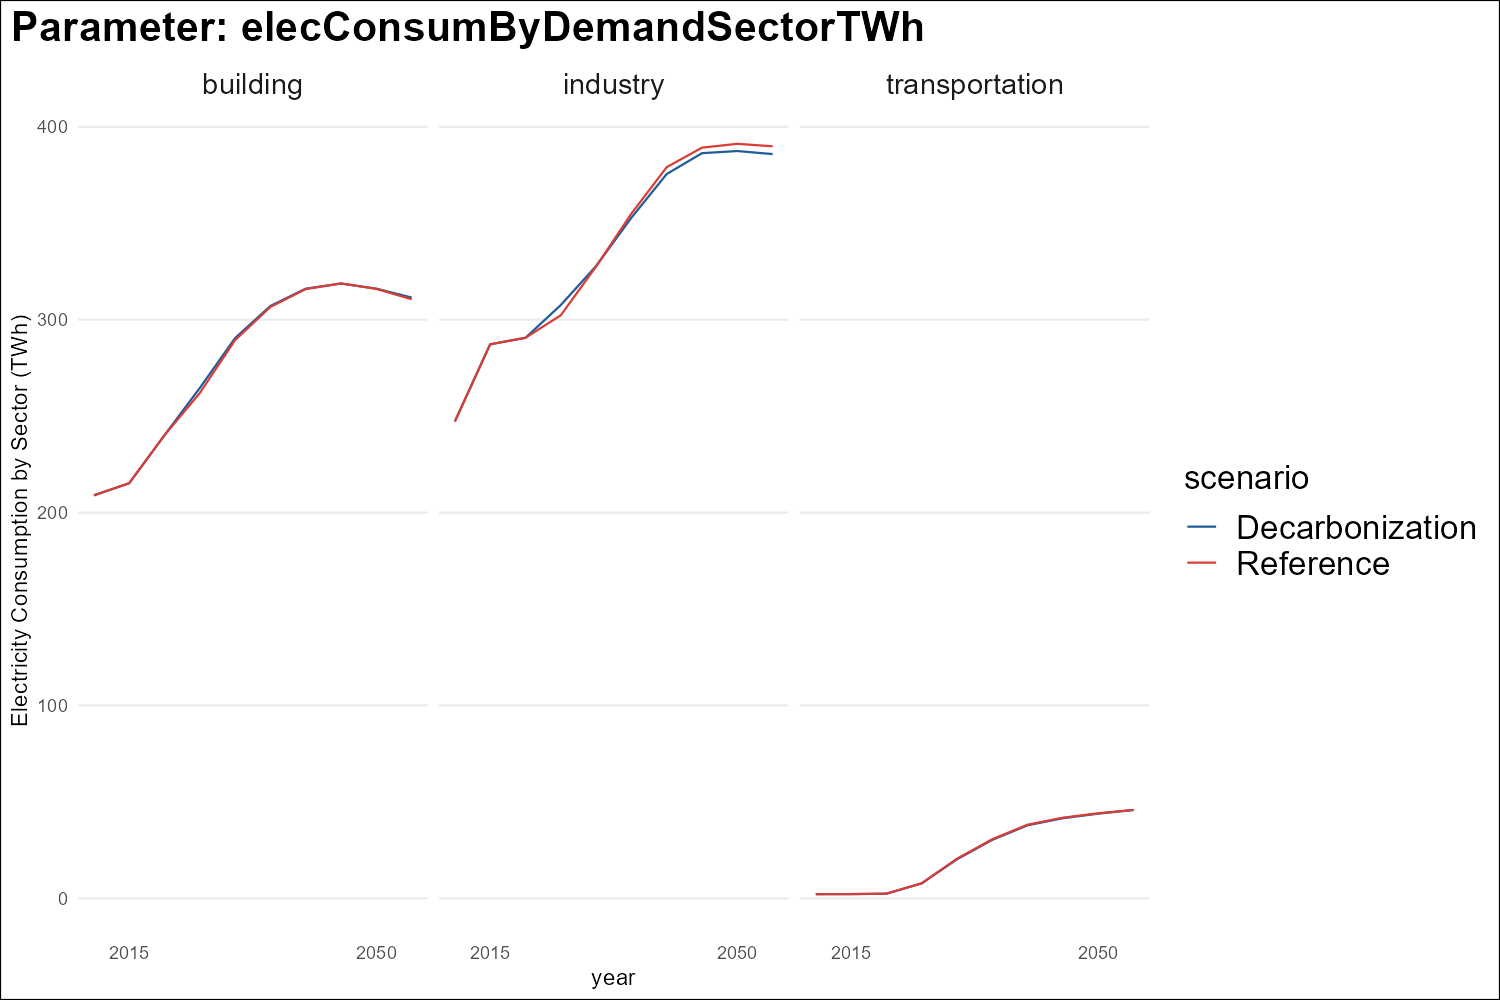 Parameter: elecConsumByDemandSectorTWh
building
industry
transportation
Electricity Consumption by Sector (TWh)
400
300
200
100
0
2015
2050
2015
2050
2015
2050
year
scenario
Decarbonization
Reference